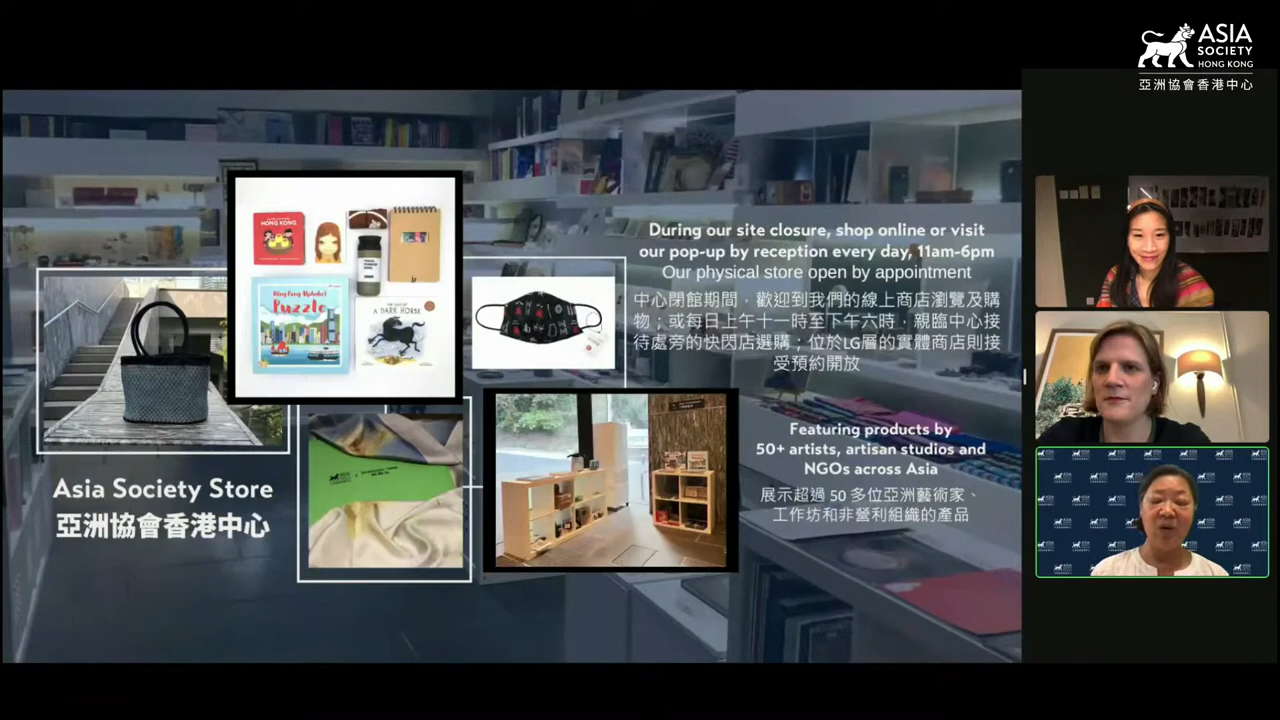 ASIA
SOCIETY
HONG KONG
亞洲協會香港中心
During our site closure, shop online or visit
our pop-up by reception every day, 11am-6pm
Our physical store open by appointment
中心閉館期間，歡迎到我們的線上商店瀏覽及購
物；或每日上午十一時至下午六時，親臨中心接
待處旁的快閃店選購；位於LG層的實體商店則接
受預約開放
Featuring products by
50+ artists, artisan studios and
NGOs across Asia
展示超過 50 多位亞洲藝術家、
工作坊和非營利組織的產品
Asia Society Store
亞洲協會香港中心
HONG KONG
Hong Kong Alphabet
Puzzle
A DARK HORSE